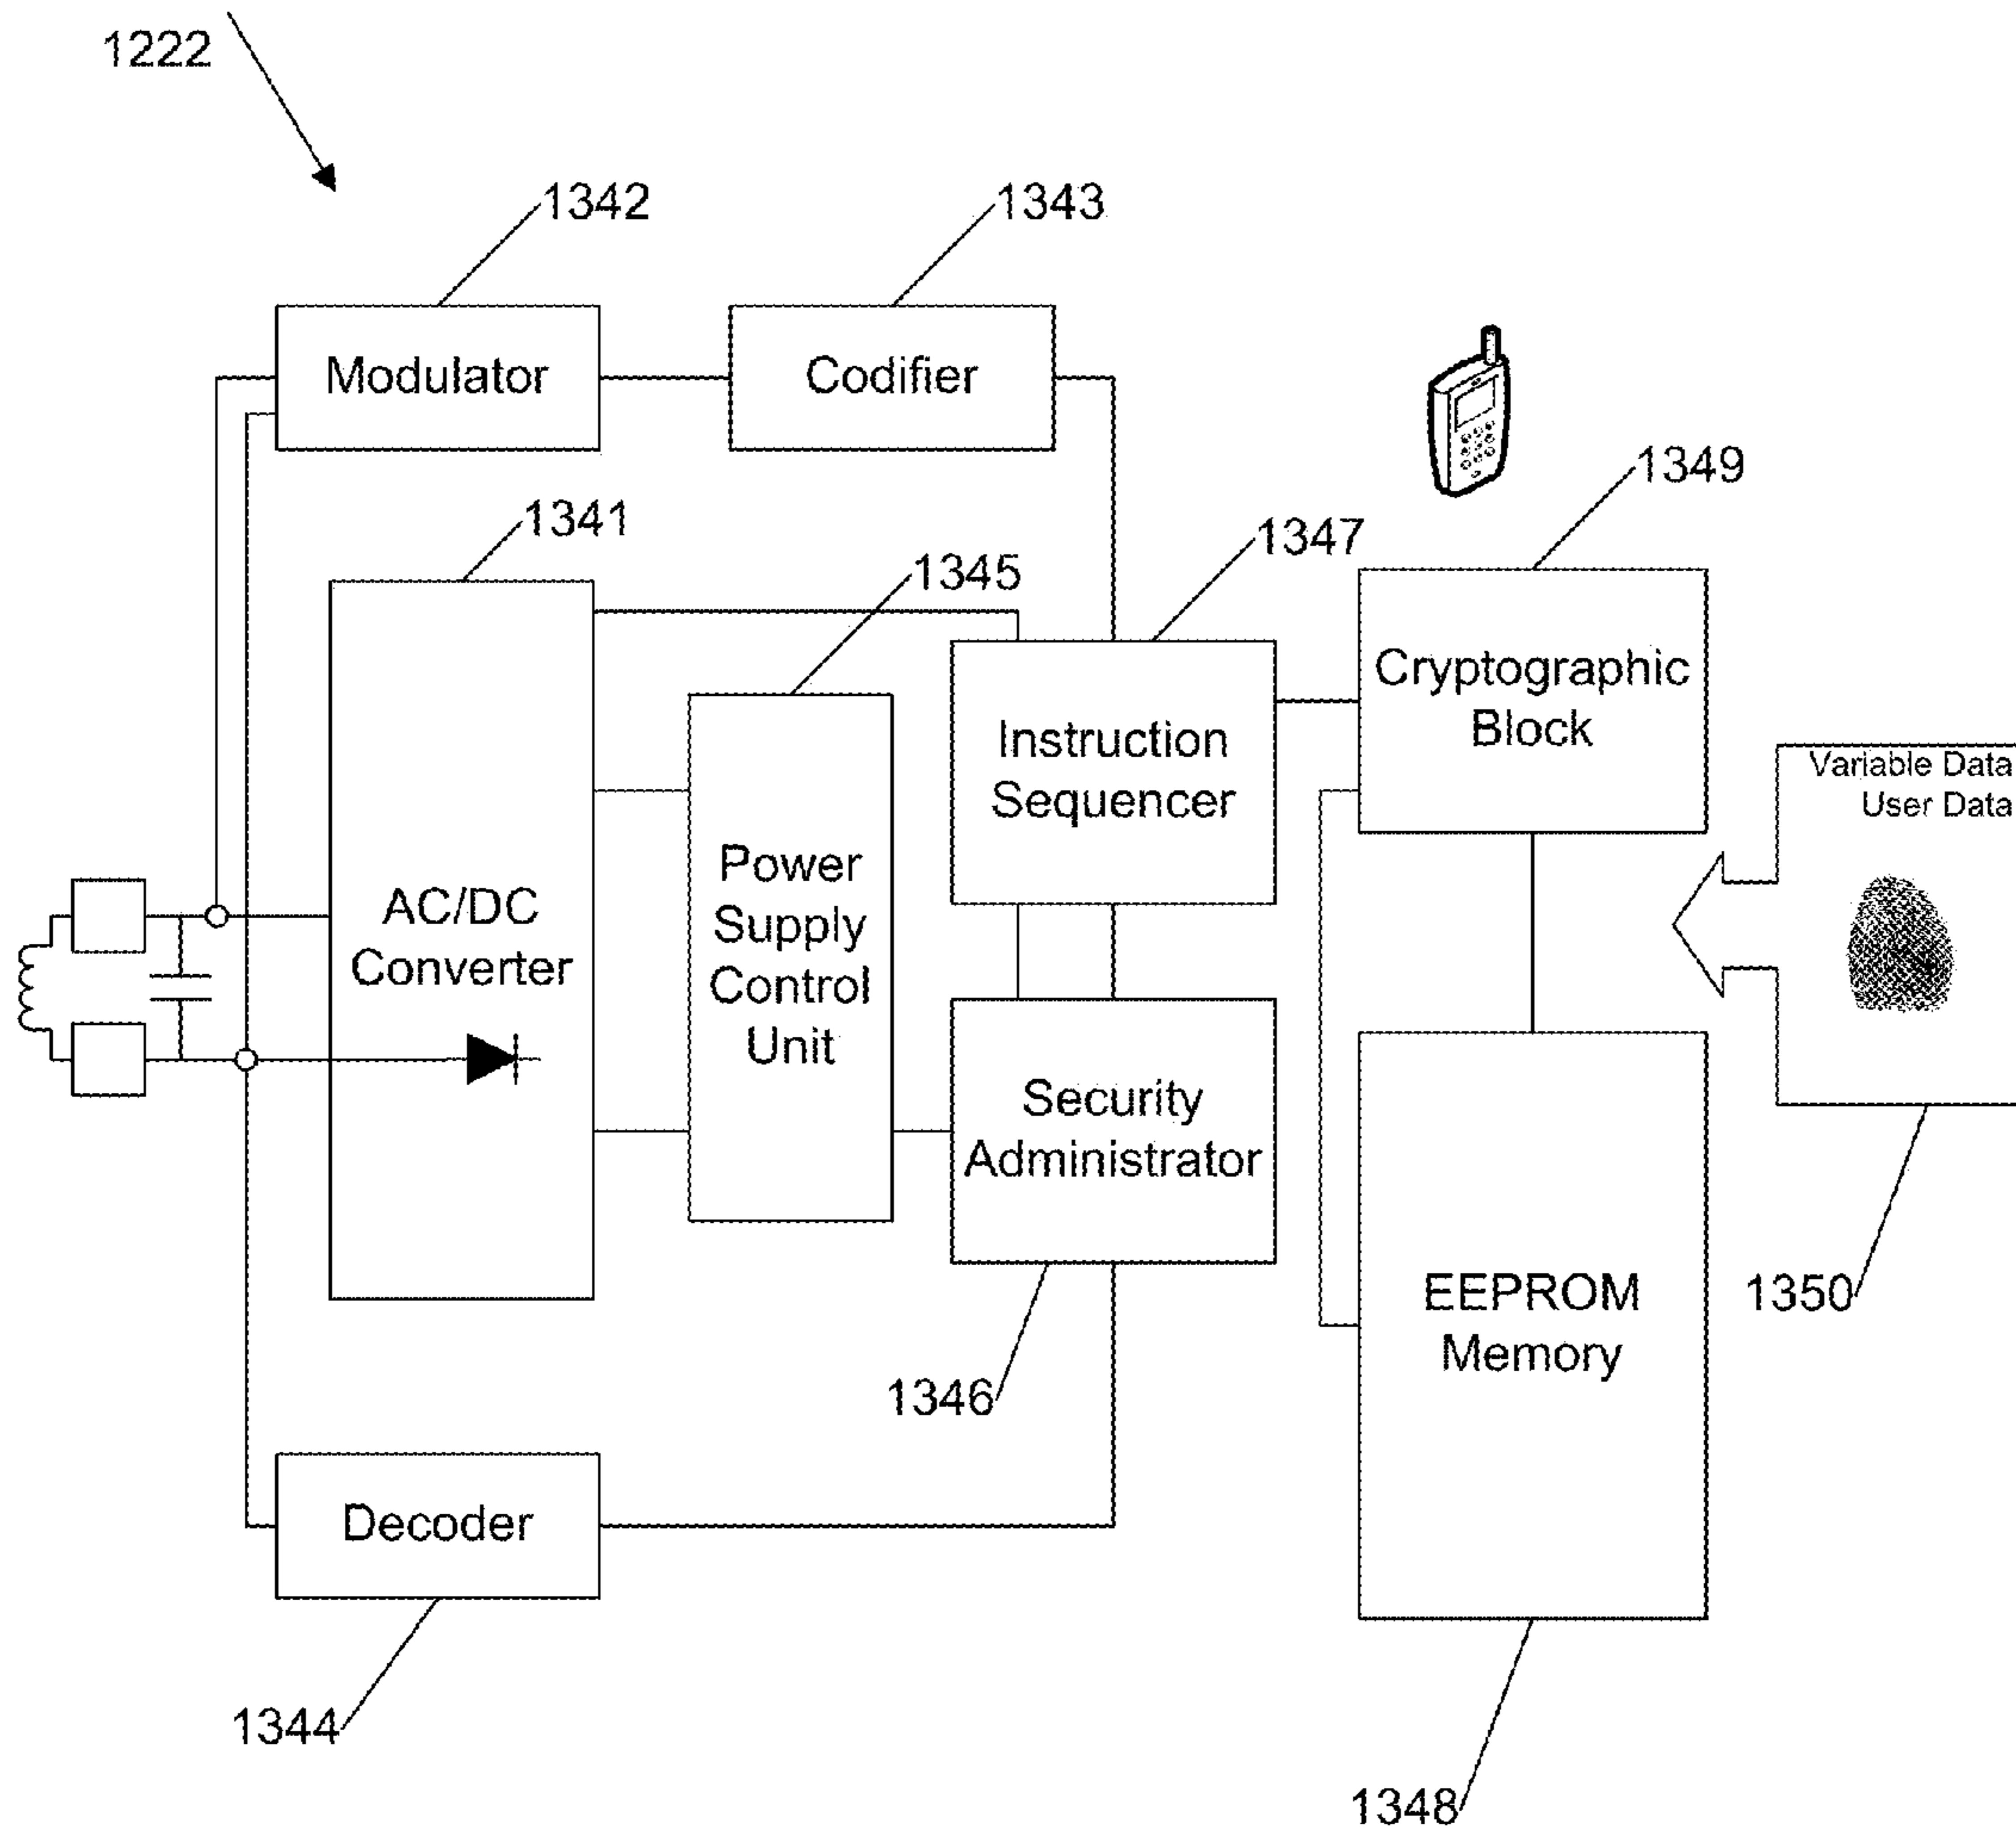 1222
1342
1343
Modulator
Codifier
1349
1341
1347
1345
Cryptographic
Block
Instruction
Sequencer
Variable Data
User Data
Power
Supply
Control
Unit
AC/DC
Converter
Security
Administrator
EEPROM
Memory
1350
1346
Decoder
1344
1348